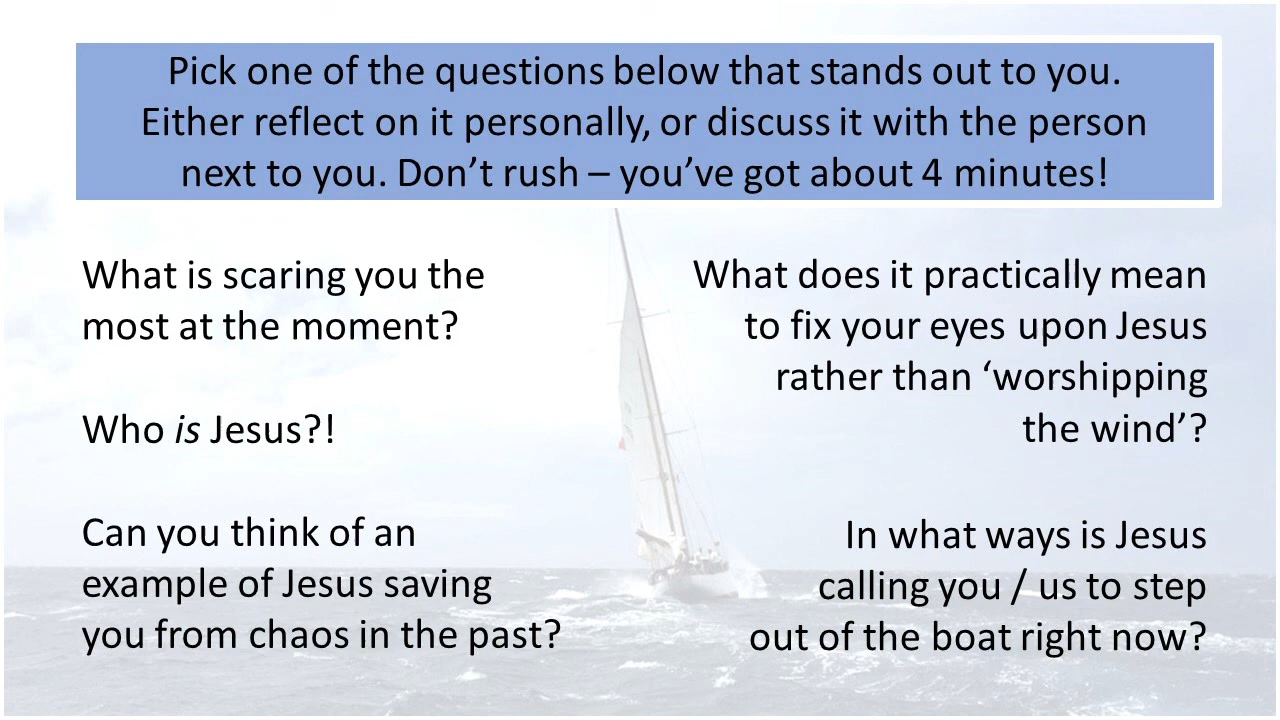 Pick one of the questions below that stands out to you.
Either reflect on it personally, or discuss it with the person
next to you. Don’t rush – you’ve got about 4 minutes!
What is scaring you the
most at the moment?
Who is Jesus?!
Can you think of an
example of Jesus saving
you from chaos in the past?
What does it practically mean
to fix your eyes upon Jesus
rather than ‘worshipping
the wind’?
In what ways is Jesus
calling you / us to step
out of the boat right now?